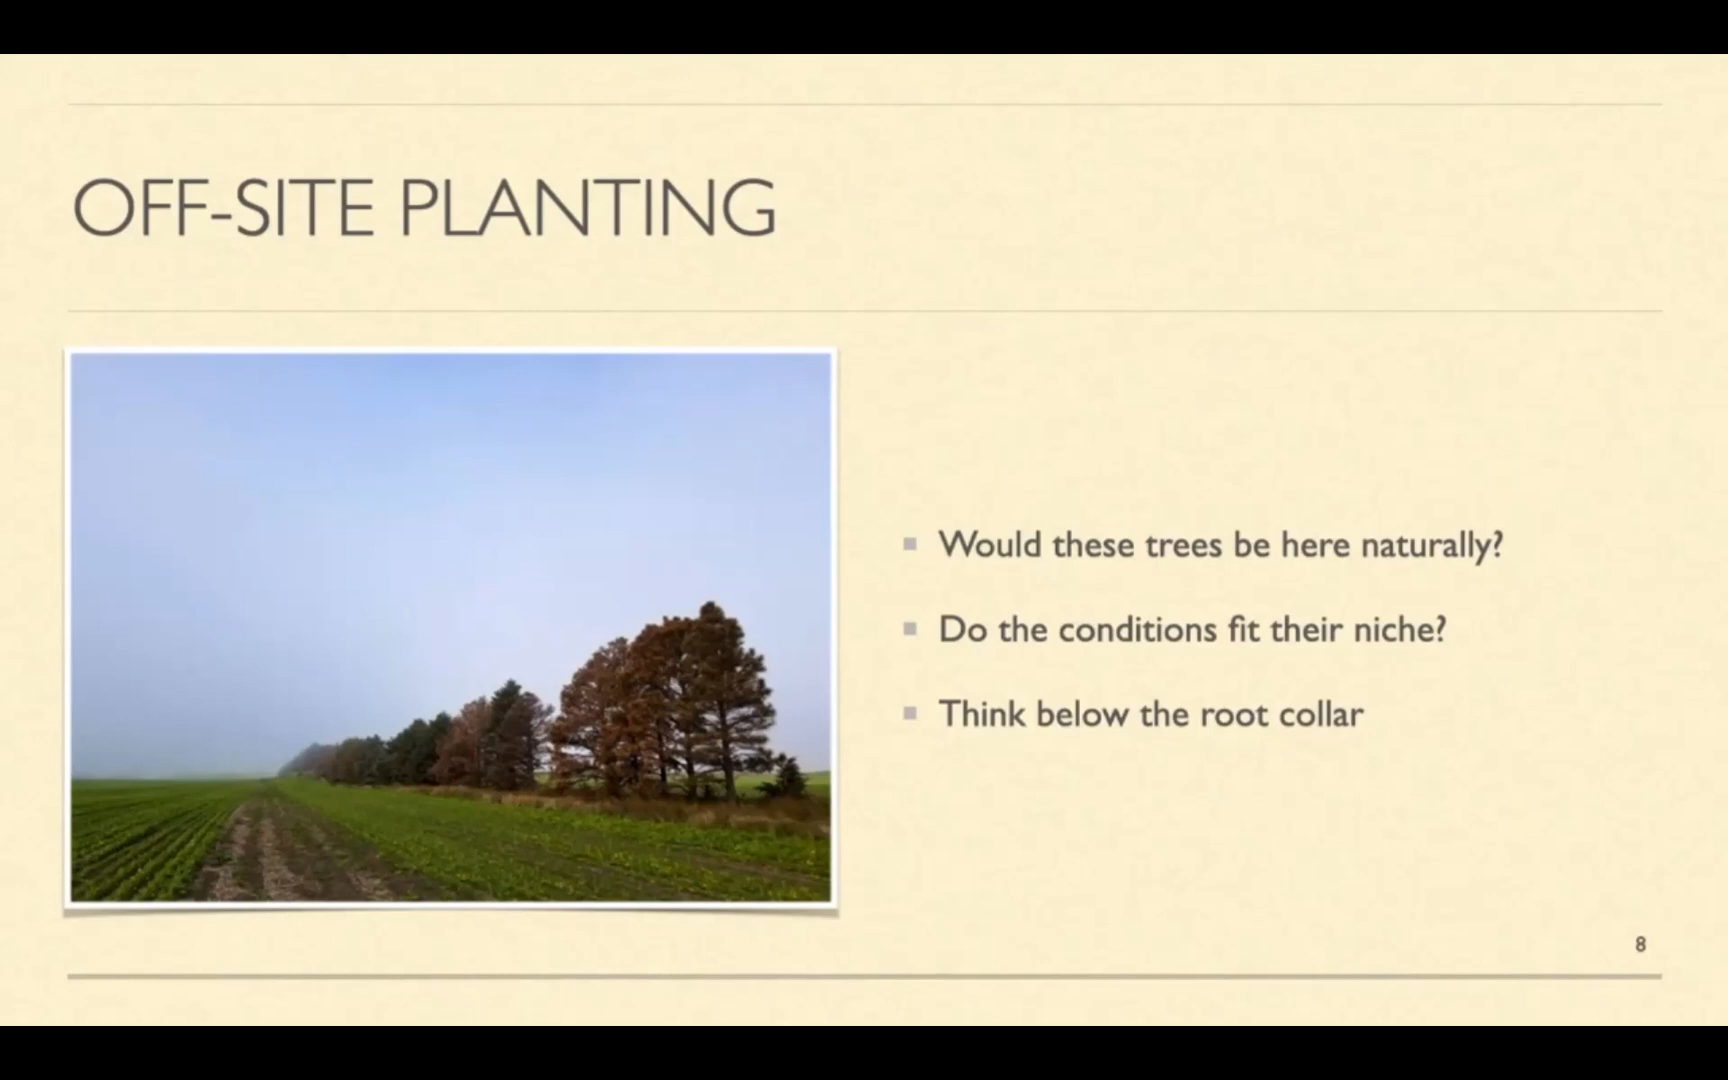 OFF-SITE PLANTING
Would these trees be here naturally?
Do the conditions fit their niche?
Think below the root collar
8